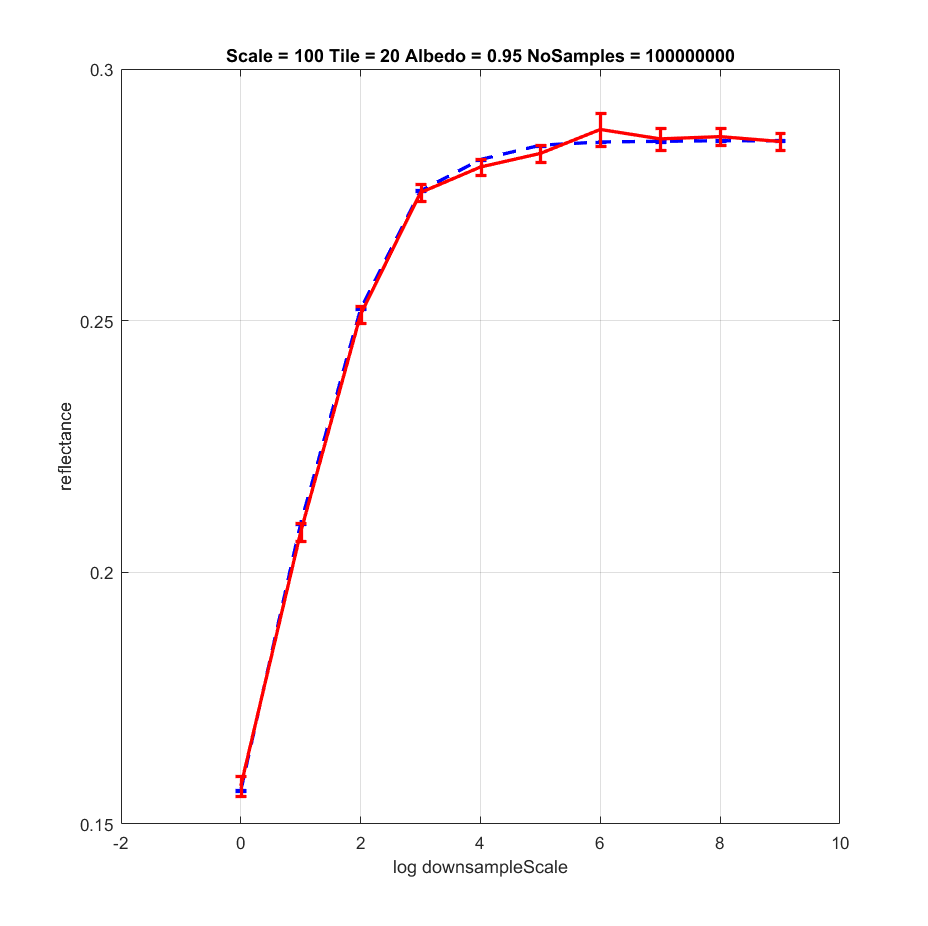 Scale = 100 Tile = 20 Albedo = 0.95 NoSamples = 100000000
0.3
0.25
0.2
0.15
reflectance
-2 0 2 4 6 8 10
log downsampleScale